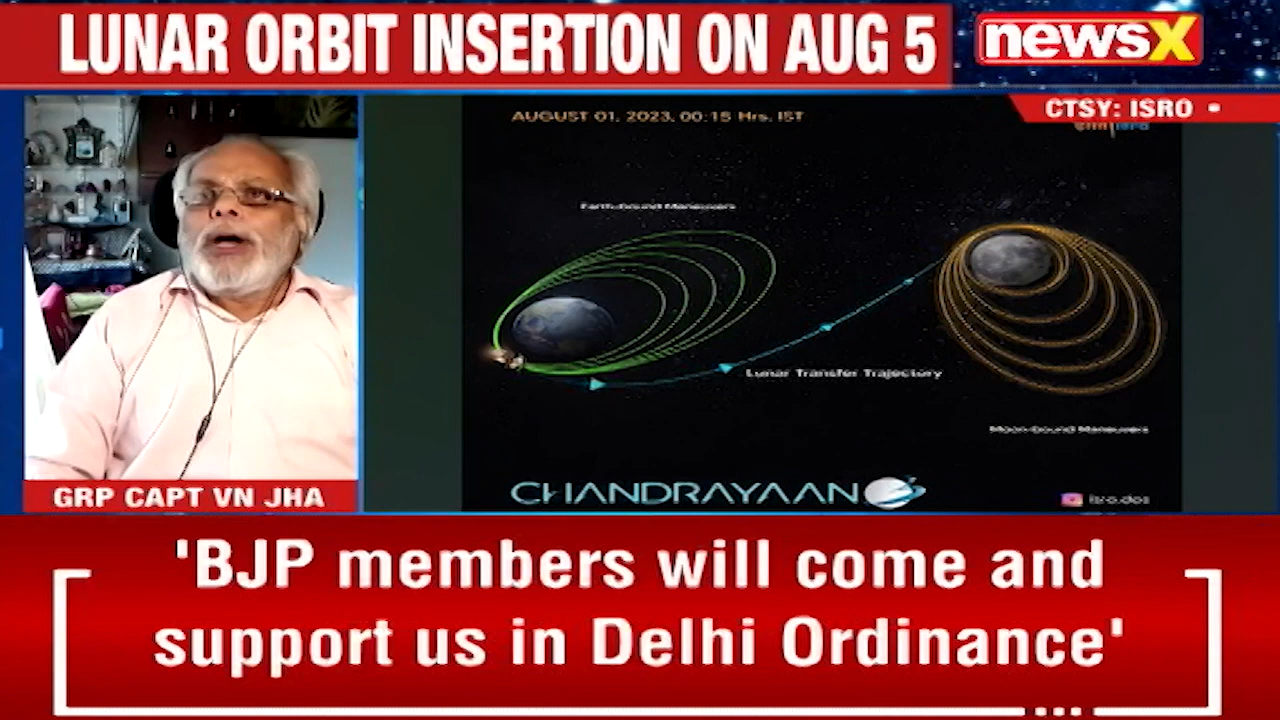 LUNAR ORBIT INSERTION ON AUG 5
newsX
CTSY: ISRO
AUGUST 01, 2023, 00:15 Hrs. IST
Earth-bound Maneuvers
Lunar Transfer Trajectory
Moon-bound Maneuvers
CHANDRAYAAN
isro.dos
GRP CAPT VN JHA
'BJP members will come and
support us in Delhi Ordinance'